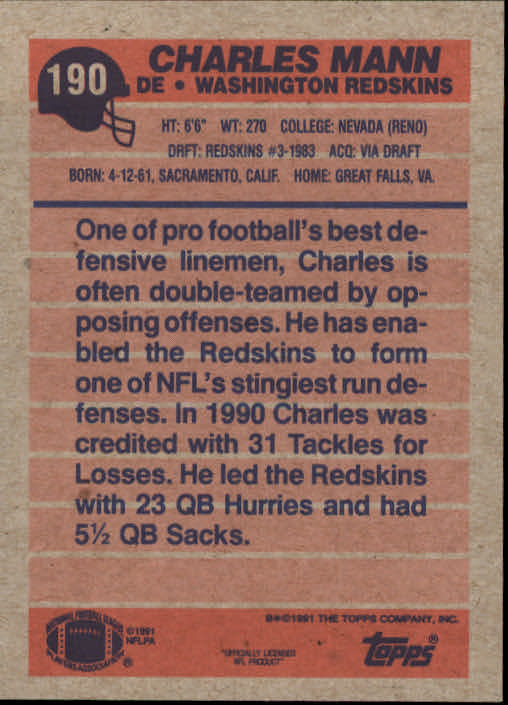 190
CHARLES MANN
DE • WASHINGTON REDSKINS
HT: 6'6" WT: 270 COLLEGE: NEVADA (RENO)
DRFT: REDSKINS #3-1983 ACQ: VIA DRAFT
BORN: 4-12-61, SACRAMENTO, CALIF. HOME: GREAT FALLS, VA.
One of pro football's best de-
fensive linemen, Charles is
often double-teamed by op-
posing offenses. He has ena-
bled the Redskins to form
one of NFL's stingiest run de-
fenses. In 1990 Charles was
credited with 31 Tackles for
Losses. He led the Redskins
with 23 QB Hurries and had
5½ QB Sacks.
©1991 THE TOPPS COMPANY, INC.
NATIONAL FOOTBALL LEAGUE
PLAYERS ASSOCIATION
®
©1991
NFLPA
"OFFICIALLY LICENSED
NFL PRODUCT"
topps®